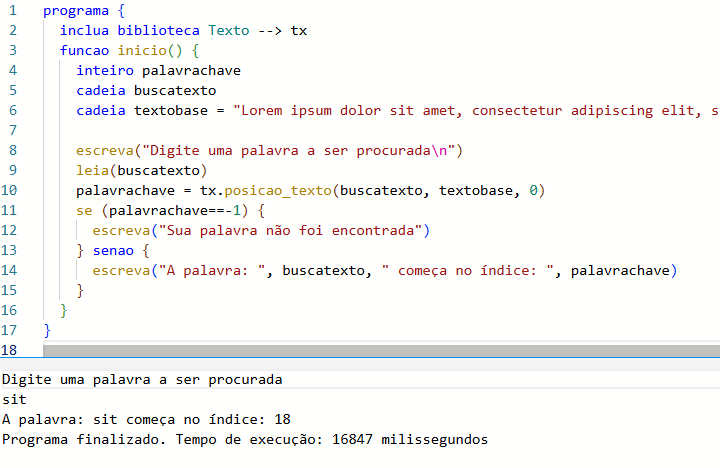 1 programa {
2 inclua biblioteca Texto --> tx
3 funcao inicio() {
4 inteiro palavrachave
5 cadeia buscatexto
6 cadeia textobase = "Lorem ipsum dolor sit amet, consectetur adipiscing elit, s
7
8 escreva("Digite uma palavra a ser procurada\n")
9 leia(buscatexto)
10 palavrachave = tx.posicao_texto(buscatexto, textobase, 0)
11 se (palavrachave==-1) {
12 escreva("Sua palavra não foi encontrada")
13 } senao {
14 escreva("A palavra: ", buscatexto, " começa no índice: ", palavrachave)
15 }
16 }
17 }
18
Digite uma palavra a ser procurada
sit
A palavra: sit começa no índice: 18
Programa finalizado. Tempo de execução: 16847 milissegundos